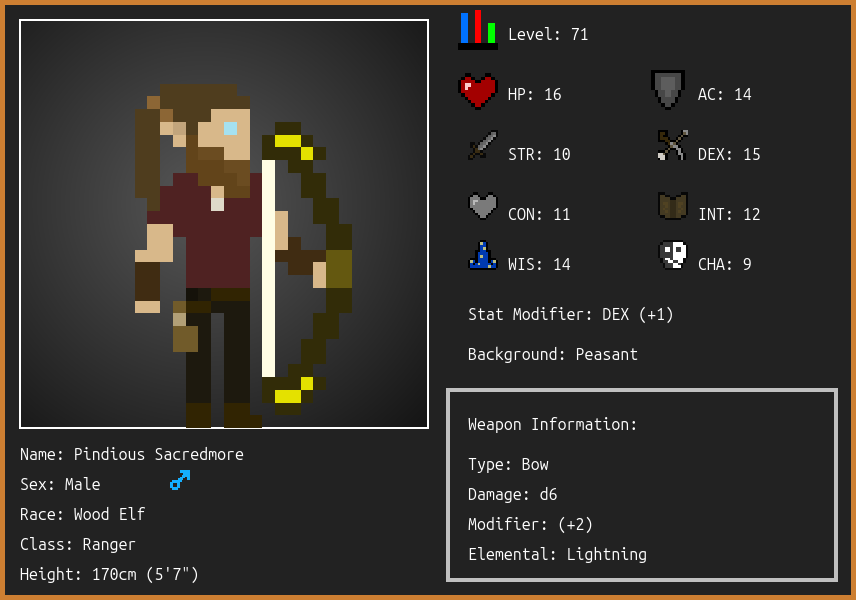 Level: 71
HP: 16
AC: 14
STR: 10
DEX: 15
CON: 11
INT: 12
WIS: 14
CHA: 9
Stat Modifier: DEX (+1)
Background: Peasant
Weapon Information:
Type: Bow
Damage: d6
Modifier: (+2)
Elemental: Lightning
Name: Pindious Sacredmore
Sex: Male
Race: Wood Elf
Class: Ranger
Height: 170cm (5'7")